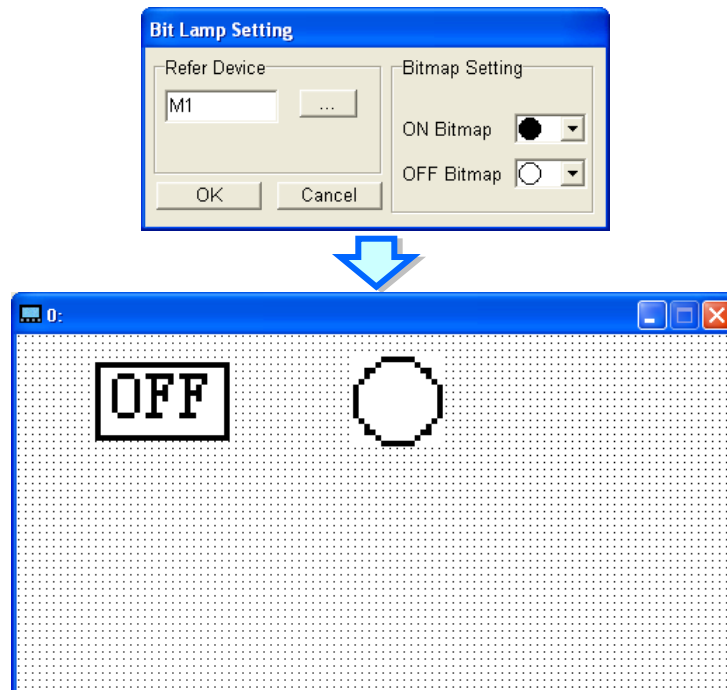 Bit Lamp Setting
Refer Device
M1
...
OK
Cancel
Bitmap Setting
ON Bitmap
OFF Bitmap
0:
OFF